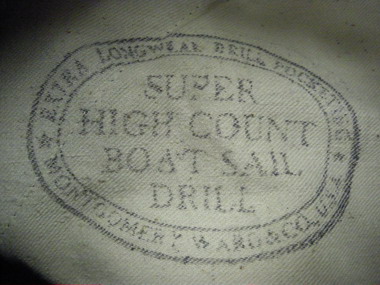 EXTRA LONGWEAR DRILL POCKETING
SUPER
HIGH COUNT
BOAT SAIL
DRILL
MONTGOMERY WARD & CO. U.S.A.